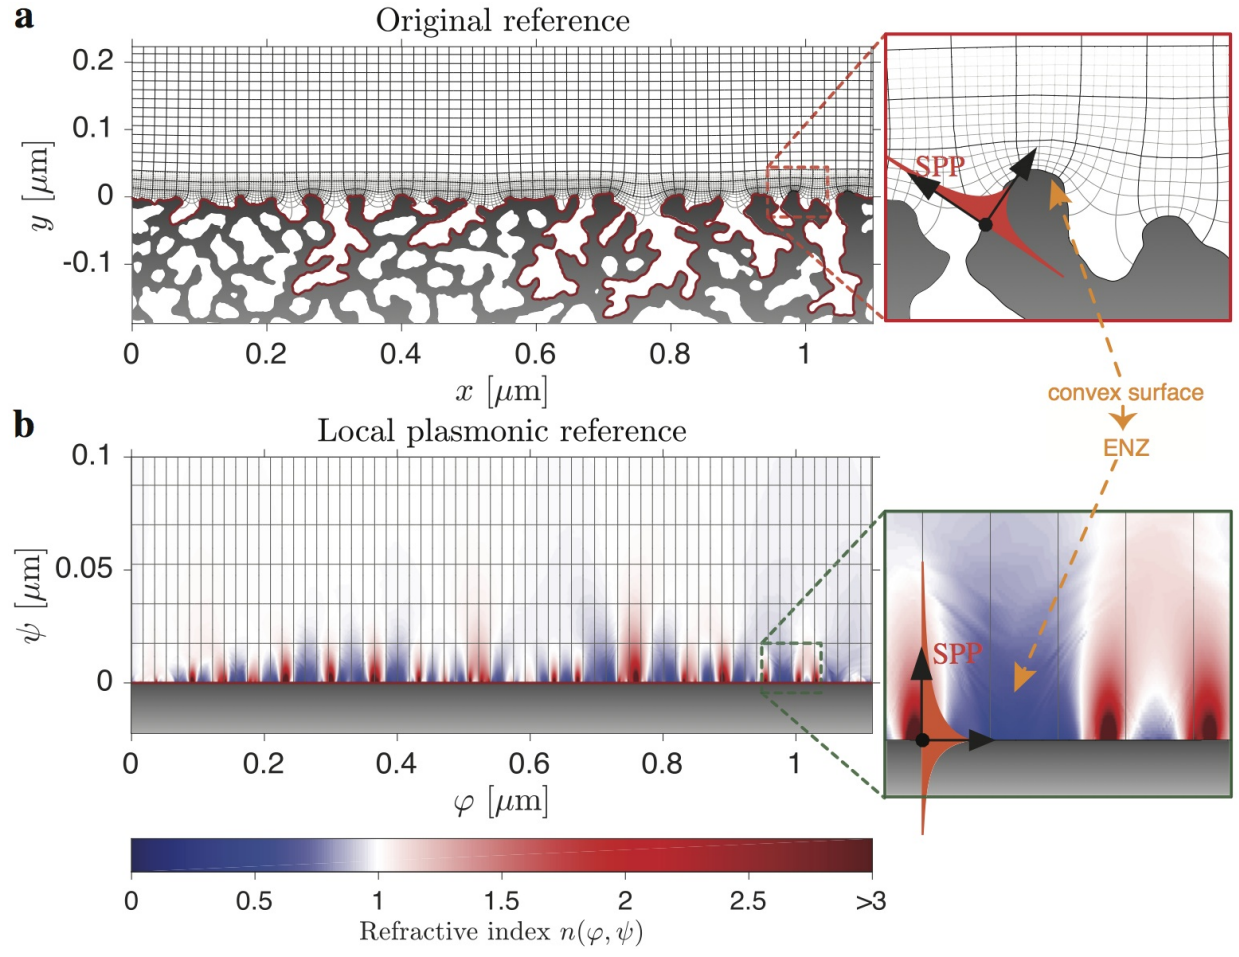 a
Original reference
0.2
0.1
0
-0.1
y [μm]
0 0.2 0.4 0.6 0.8 1
x [μm]
SPP
convex surface
ENZ
b
Local plasmonic reference
0.1
0.05
0
ψ [μm]
0 0.2 0.4 0.6 0.8 1
φ [μm]
SPP
0 0.5 1 1.5 2 2.5 >3
Refractive index n(φ, ψ)